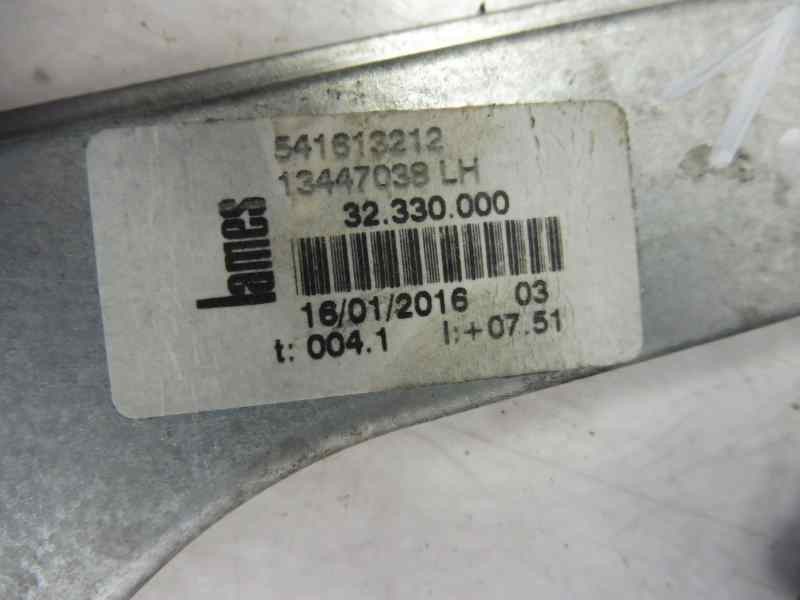 541613212
13447038 LH
32.330.000
lames
16/01/2016 03
t: 004.1 l:+07.51